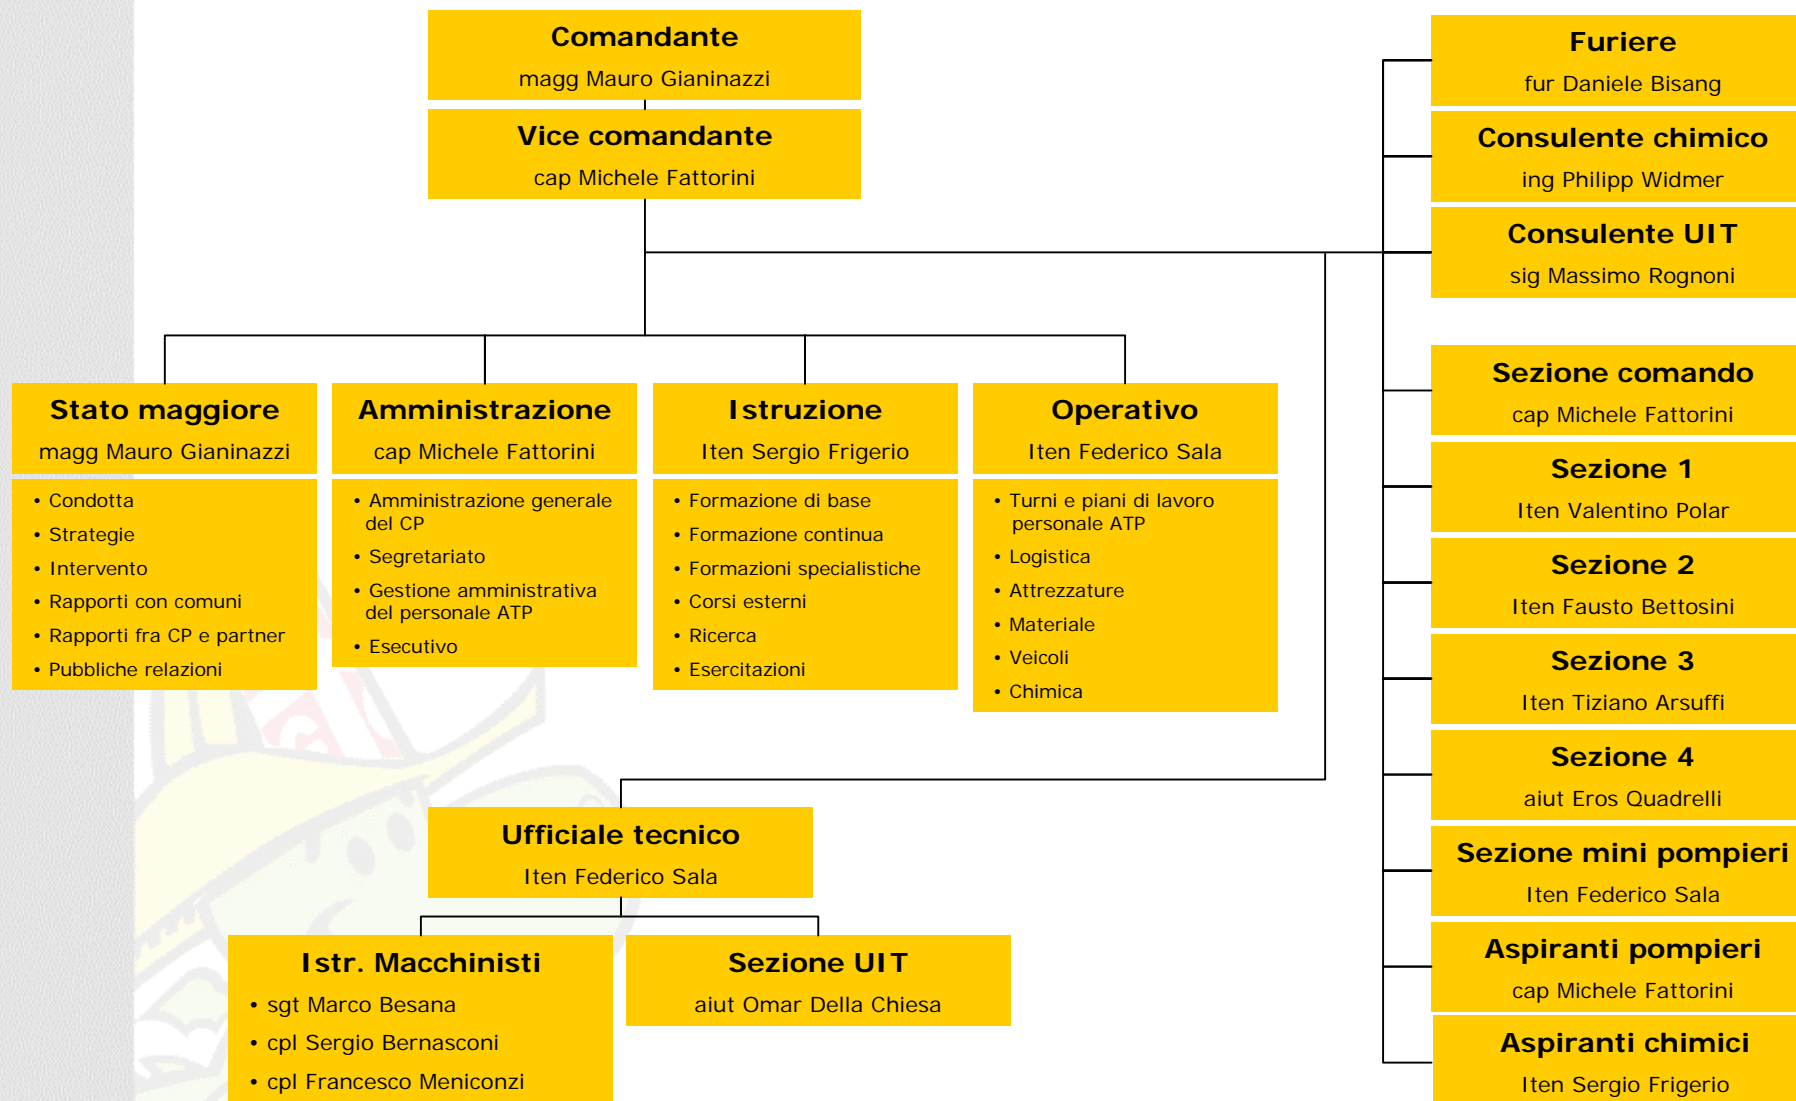 Comandante
magg Mauro Gianinazzi
Vice comandante
cap Michele Fattorini
Furiere
fur Daniele Bisang
Consulente chimico
ing Philipp Widmer
Consulente UIT
sig Massimo Rognoni
Stato maggiore
magg Mauro Gianinazzi
• Condotta
• Strategie
• Intervento
• Rapporti con comuni
• Rapporti fra CP e partner
• Pubbliche relazioni
Amministrazione
cap Michele Fattorini
• Amministrazione generale
del CP
• Segretariato
• Gestione amministrativa
del personale ATP
• Esecutivo
Istruzione
Iten Sergio Frigerio
• Formazione di base
• Formazione continua
• Formazioni specialistiche
• Corsi esterni
• Ricerca
• Esercitazioni
Operativo
Iten Federico Sala
• Turni e piani di lavoro
personale ATP
• Logistica
• Attrezzature
• Materiale
• Veicoli
• Chimica
Sezione comando
cap Michele Fattorini
Sezione 1
Iten Valentino Polar
Sezione 2
Iten Fausto Bettosini
Sezione 3
Iten Tiziano Arsuffi
Sezione 4
aiut Eros Quadrelli
Sezione mini pompieri
Iten Federico Sala
Aspiranti pompieri
cap Michele Fattorini
Aspiranti chimici
Iten Sergio Frigerio
Ufficiale tecnico
Iten Federico Sala
Istr. Macchinisti
• sgt Marco Besana
• cpl Sergio Bernasconi
• cpl Francesco Meniconzi
Sezione UIT
aiut Omar Della Chiesa